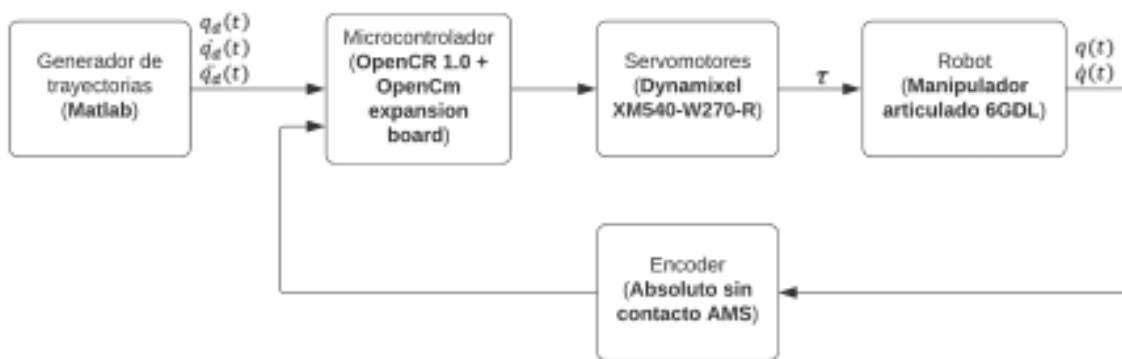 q_d(t)
q̇_d(t)
q̈_d(t)
Generador de
trayectorias
(Matlab)
Microcontrolador
(OpenCR 1.0 +
OpenCm
expansion
board)
Servomotores
(Dynamixel
XM540-W270-R)
τ
Robot
(Manipulador
articulado 6GDL)
q(t)
q̇(t)
Encoder
(Absoluto sin
contacto AMS)